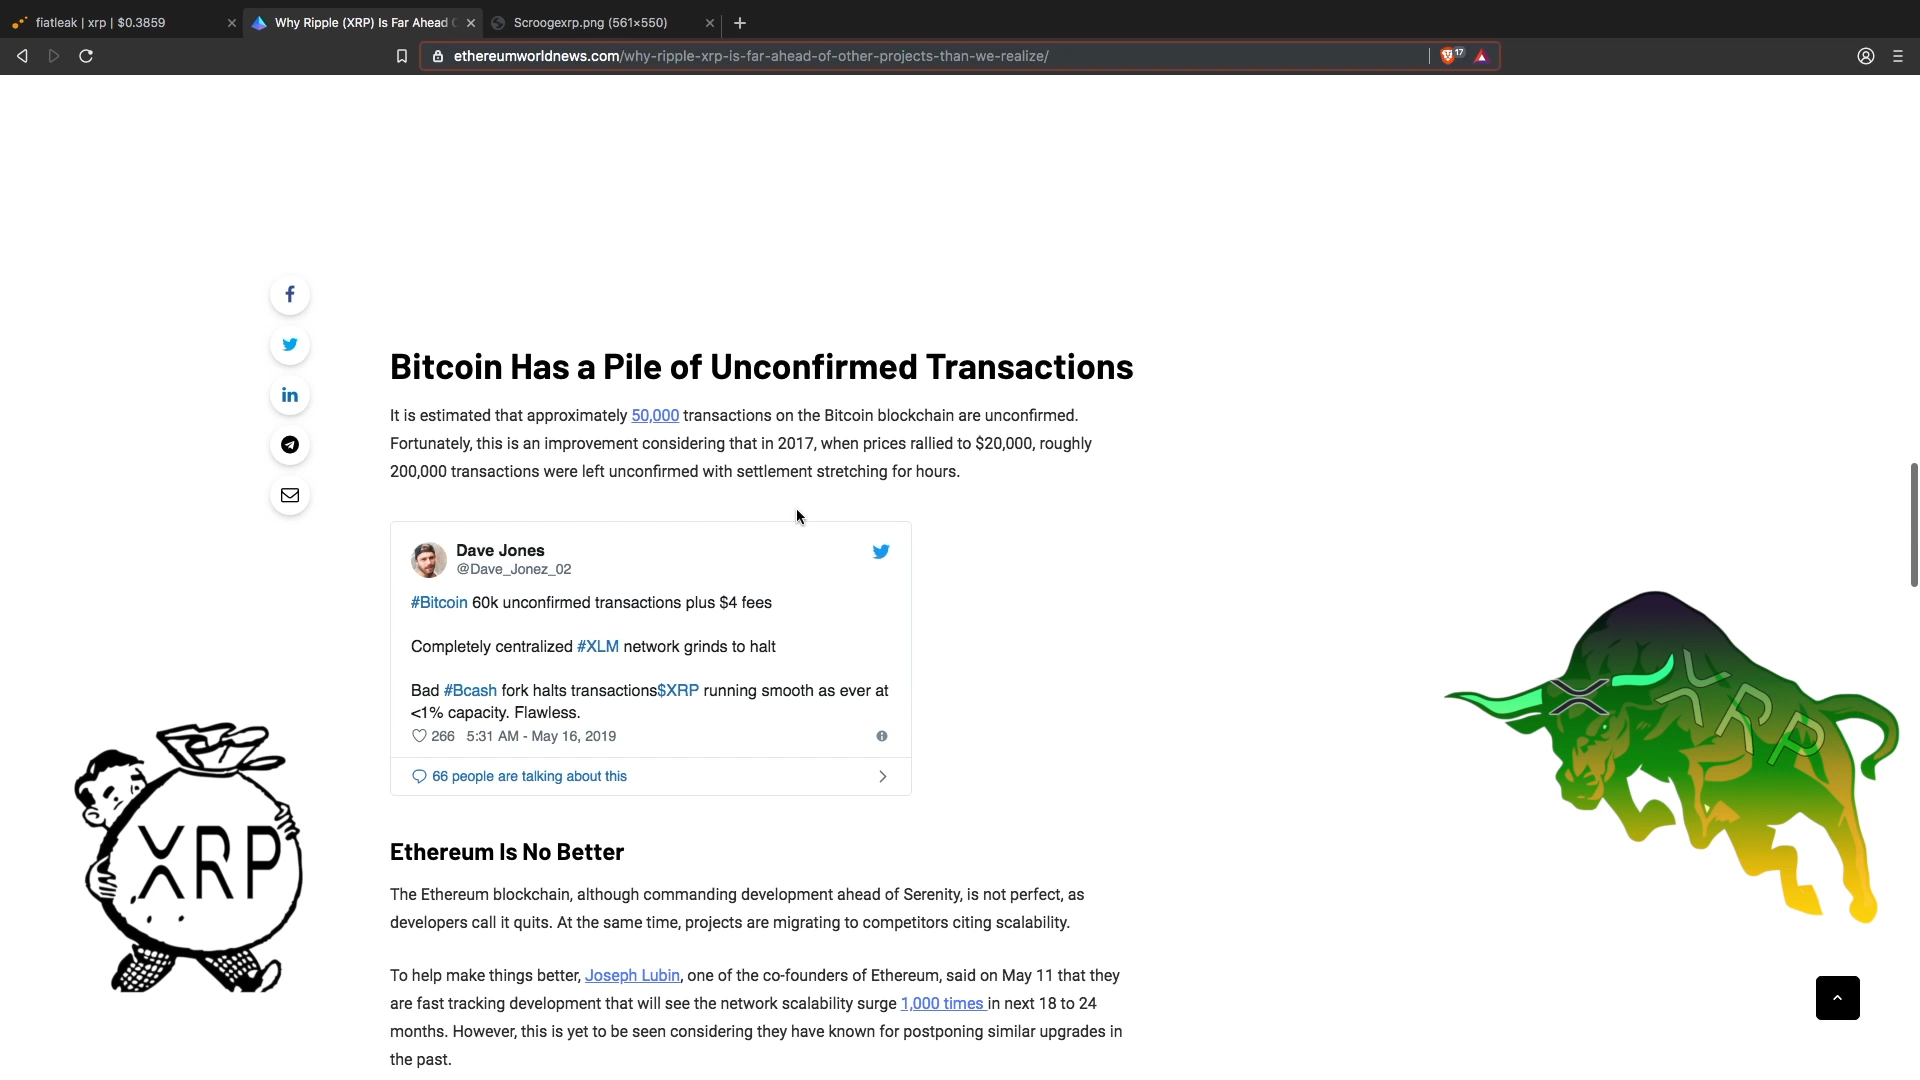 fiatleak | xrp | $0.3859
Why Ripple (XRP) Is Far Ahead
Scroogexrp.png (561×550)
ethereumworldnews.com/why-ripple-xrp-is-far-ahead-of-other-projects-than-we-realize/
17
Bitcoin Has a Pile of Unconfirmed Transactions
It is estimated that approximately 50,000 transactions on the Bitcoin blockchain are unconfirmed.
Fortunately, this is an improvement considering that in 2017, when prices rallied to $20,000, roughly
200,000 transactions were left unconfirmed with settlement stretching for hours.
Dave Jones
@Dave_Jonez_02
#Bitcoin 60k unconfirmed transactions plus $4 fees
Completely centralized #XLM network grinds to halt
Bad #Bcash fork halts transactions$XRP running smooth as ever at
<1% capacity. Flawless.
266 5:31 AM - May 16, 2019
66 people are talking about this
XRP
XRP
Ethereum Is No Better
The Ethereum blockchain, although commanding development ahead of Serenity, is not perfect, as
developers call it quits. At the same time, projects are migrating to competitors citing scalability.
To help make things better, Joseph Lubin, one of the co-founders of Ethereum, said on May 11 that they
are fast tracking development that will see the network scalability surge 1,000 times in next 18 to 24
months. However, this is yet to be seen considering they have known for postponing similar upgrades in
the past.